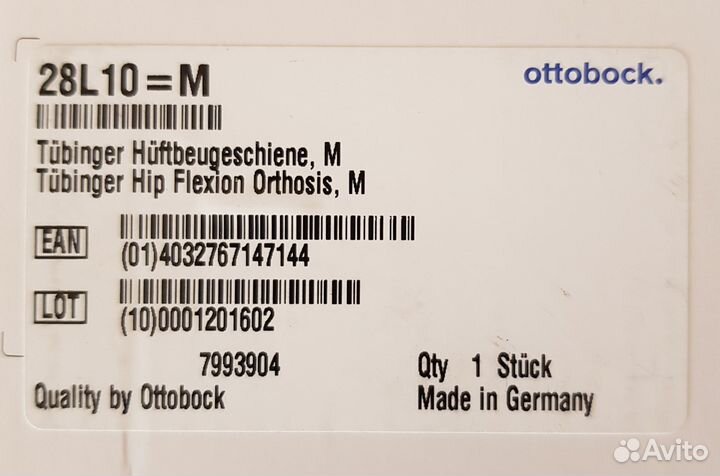 28L10=M
ottobock.
Tübinger Hüftbeugeschiene, M
Tübinger Hip Flexion Orthosis, M
EAN
(01)4032767147144
LOT
(10)0001201602
7993904
Qty 1 Stück
Quality by Ottobock
Made in Germany
Avito